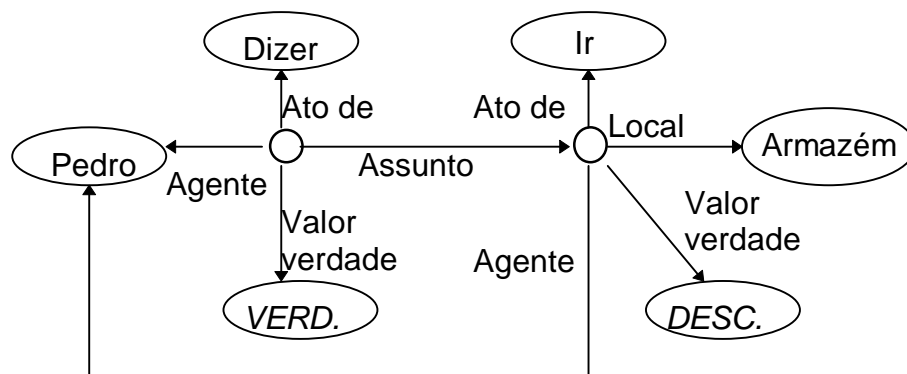 Dizer
Ir
Ato de
Ato de
Local
Pedro
Armazém
Agente
Assunto
Valor
verdade
Valor
verdade
Agente
VERD.
DESC.